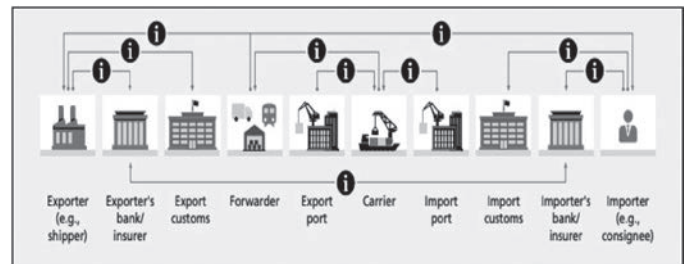 i i i
i i
i i i i
i
Exporter Exporter's Export Forwarder Export Carrier Import Import Importer's Importer
(e.g., bank/ customs port port customs bank/ (e.g.,
shipper) insurer insurer consignee)